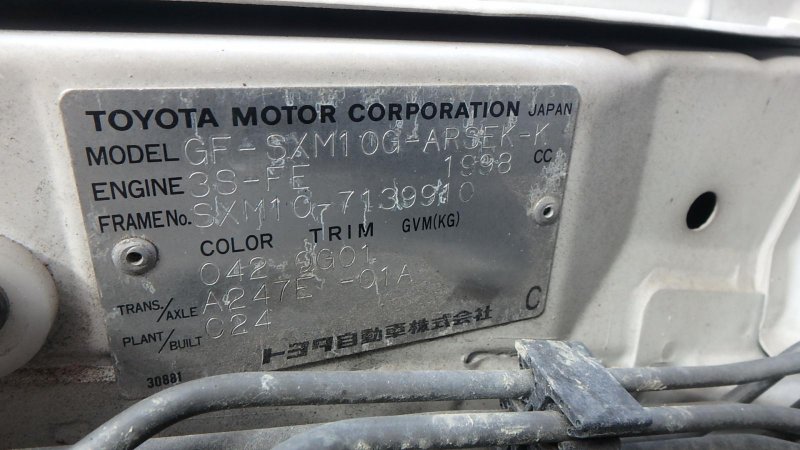 TOYOTA MOTOR CORPORATION JAPAN
MODEL GF-SXM10G-ARSEK-K
ENGINE 3S-FE 1998 CC
FRAME No. SXM10-7139910
COLOR TRIM GVM(KG)
042
TRANS/AXLE A247E -01A
PLANT/BUILT C24
トヨタ自動車株式会社
C
30881